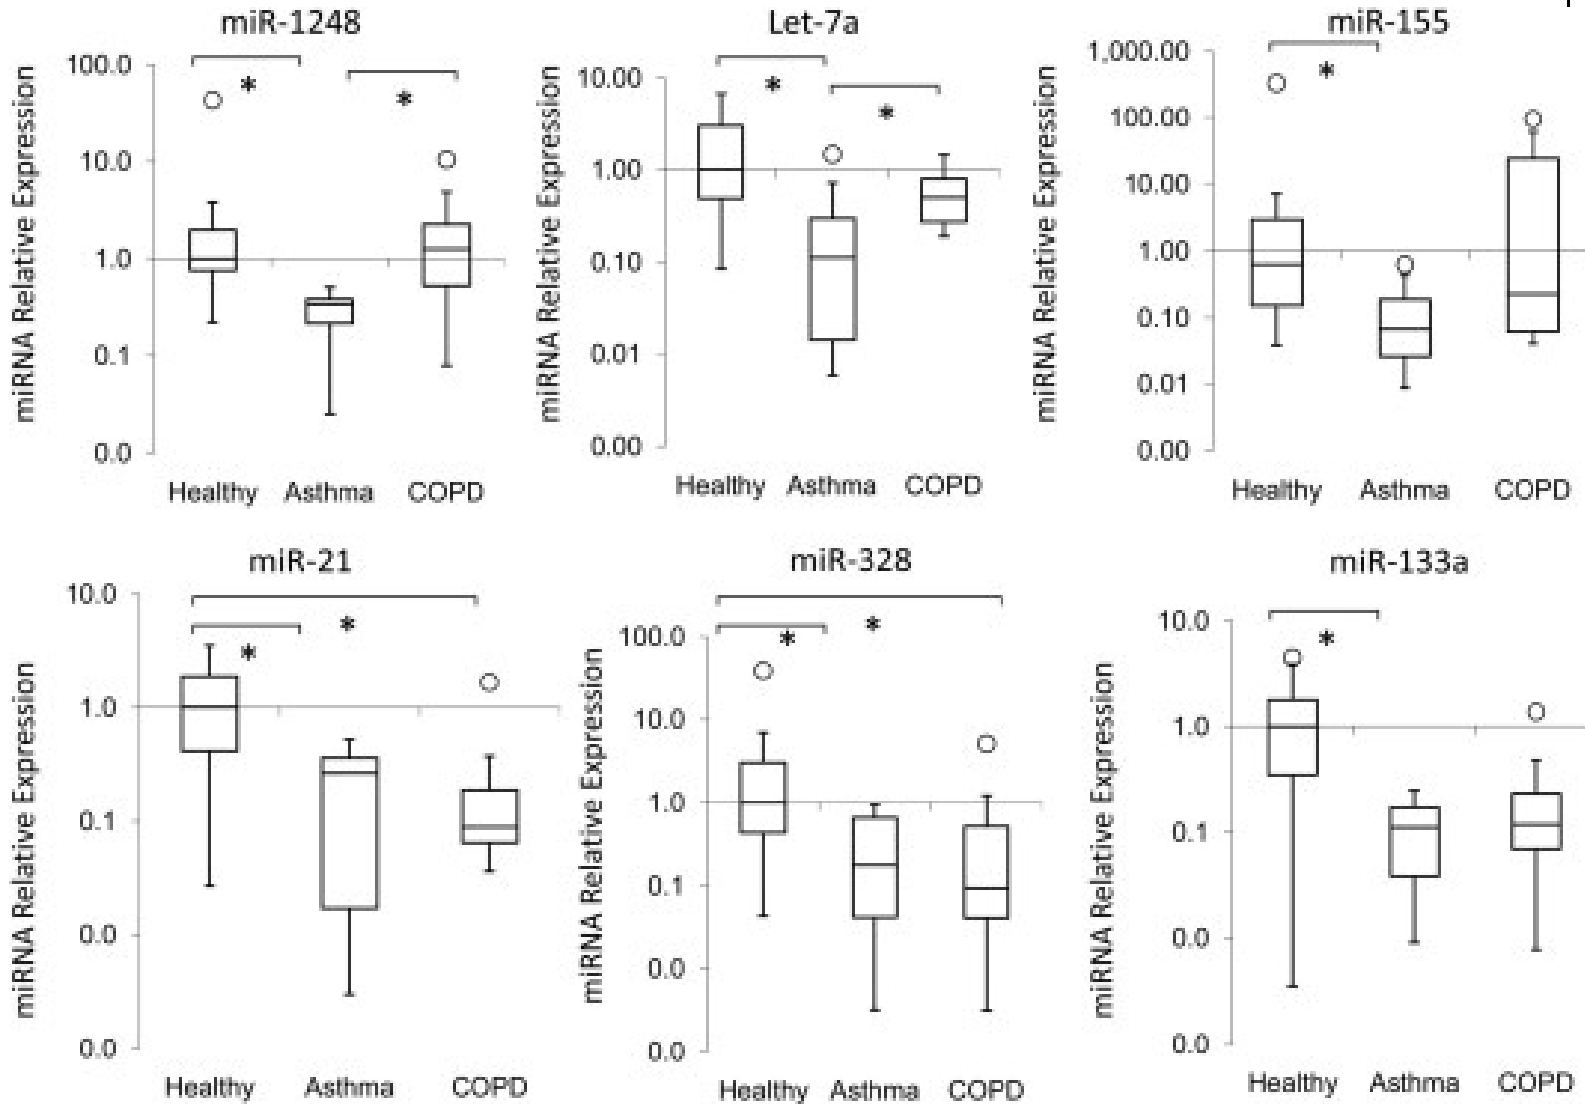 miR-1248
miRNA Relative Expression
100.0
*
*
10.0
1.0
0.1
0.0
Healthy Asthma COPD
Let-7a
miRNA Relative Expression
10.00
*
*
1.00
0.10
0.01
0.00
Healthy Asthma COPD
miR-155
miRNA Relative Expression
1,000.00
*
100.00
10.00
1.00
0.10
0.01
0.00
Healthy Asthma COPD
miR-21
miRNA Relative Expression
10.0
*
*
1.0
0.1
0.0
0.0
Healthy Asthma COPD
miR-328
miRNA Relative Expression
100.0
* *
10.0
1.0
0.1
0.0
0.0
Healthy Asthma COPD
miR-133a
miRNA Relative Expression
10.0
*
1.0
0.1
0.0
0.0
Healthy Asthma COPD